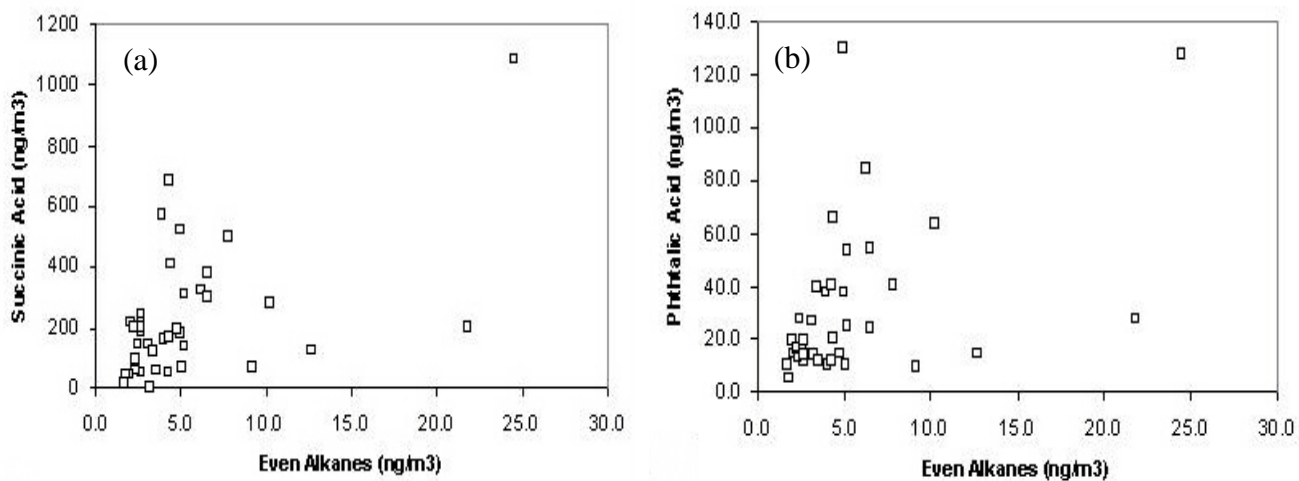 (a)
Succinic Acid (ng/m3)
1200
1000
800
600
400
200
0
0.0 5.0 10.0 15.0 20.0 25.0 30.0
Even Alkanes (ng/m3)
(b)
Phthtalic Acid (ng/m3)
140.0
120.0
100.0
80.0
60.0
40.0
20.0
0.0
0.0 5.0 10.0 15.0 20.0 25.0 30.0
Even Alkanes (ng/m3)